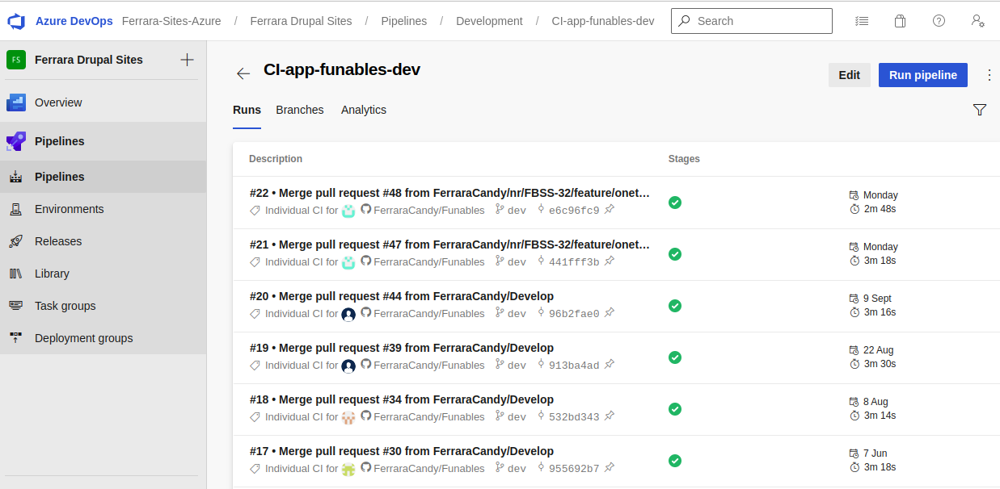 Azure DevOps Ferrara-Sites-Azure / Ferrara Drupal Sites / Pipelines / Development / CI-app-funables-dev Search
FS Ferrara Drupal Sites
Overview
Pipelines
Pipelines
Environments
Releases
Library
Task groups
Deployment groups
CI-app-funables-dev
Edit Run pipeline
Runs Branches Analytics
Description Stages
#22 • Merge pull request #48 from FerraraCandy/nr/FBSS-32/feature/onet… Monday
Individual CI for FerraraCandy/Funables dev e6c96fc9 2m 48s
#21 • Merge pull request #47 from FerraraCandy/nr/FBSS-32/feature/onet… Monday
Individual CI for FerraraCandy/Funables dev 441fff3b 3m 18s
#20 • Merge pull request #44 from FerraraCandy/Develop 9 Sept
Individual CI for FerraraCandy/Funables dev 96b2fae0 3m 16s
#19 • Merge pull request #39 from FerraraCandy/Develop 22 Aug
Individual CI for FerraraCandy/Funables dev 913ba4ad 3m 30s
#18 • Merge pull request #34 from FerraraCandy/Develop 8 Aug
Individual CI for FerraraCandy/Funables dev 532bd343 3m 14s
#17 • Merge pull request #30 from FerraraCandy/Develop 7 Jun
Individual CI for FerraraCandy/Funables dev 955692b7 3m 18s